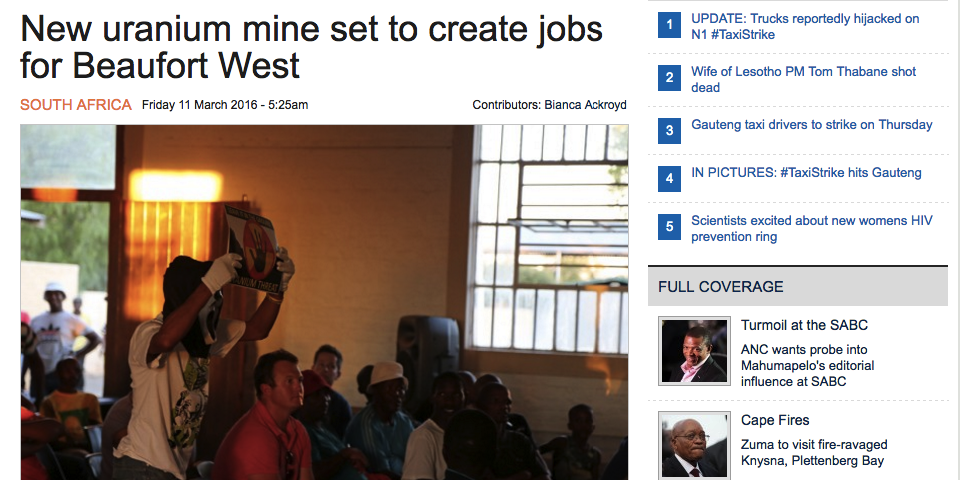 New uranium mine set to create jobs
for Beaufort West
SOUTH AFRICA Friday 11 March 2016 - 5:25am
Contributors: Bianca Ackroyd
URANIUM THREAT
1 UPDATE: Trucks reportedly hijacked on
N1 #TaxiStrike
2 Wife of Lesotho PM Tom Thabane shot
dead
3 Gauteng taxi drivers to strike on Thursday
4 IN PICTURES: #TaxiStrike hits Gauteng
5 Scientists excited about new womens HIV
prevention ring
FULL COVERAGE
Turmoil at the SABC
ANC wants probe into
Mahumapelo's editorial
influence at SABC
Cape Fires
Zuma to visit fire-ravaged
Knysna, Plettenberg Bay